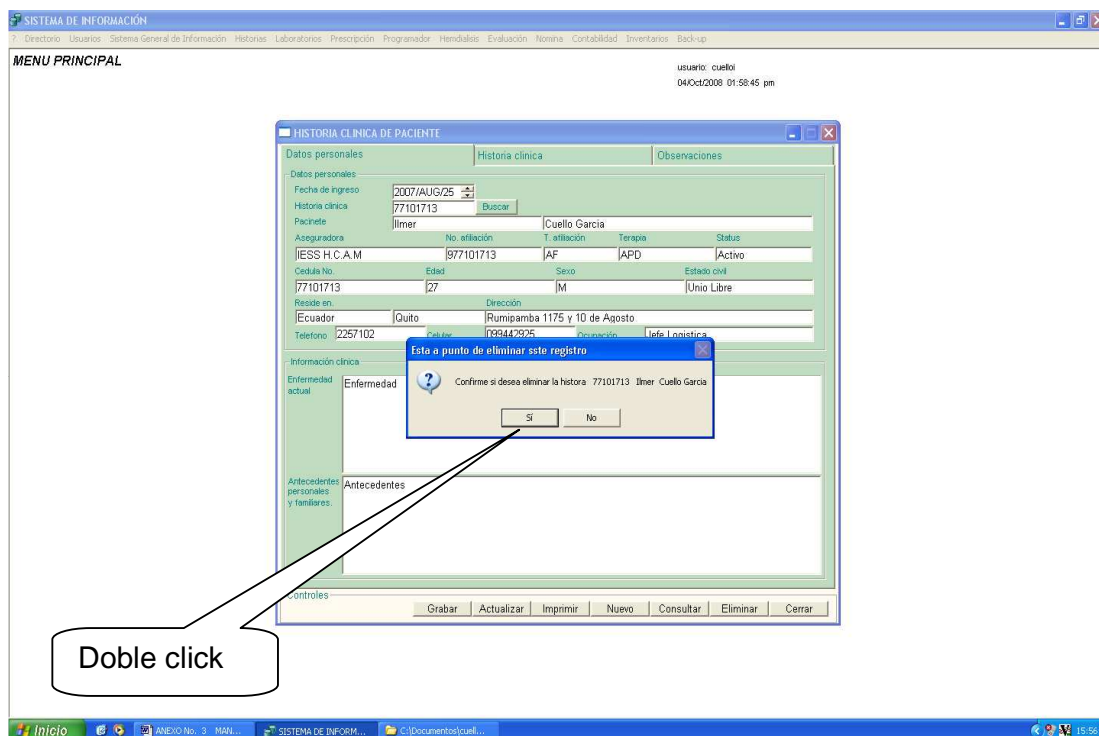 SISTEMA DE INFORMACIÓN
? Directorio Usuarios Sistema General de Información Historias Laboratorios Prescripción Programador Hemdialisis Evaluación Nomina Contabilidad Inventarios Back-up
MENU PRINCIPAL
usuario: cuelloi
04/Oct/2008 01:58:45 pm
HISTORIA CLINICA DE PACIENTE
Datos personales Historia clinica Observaciones
Datos personales
Fecha de ingreso 2007/AUG/25
Historia clinica 77101713 Buscar
Pacinete Ilmer Cuello Garcia
Aseguradora No. afiliación T. afiliación Terapia Status
IESS H.C.A.M 977101713 AF APD Activo
Cedula No. Edad Sexo Estado civil
77101713 27 M Unio Libre
Reside en. Dirección
Ecuador Quito Rumipamba 1175 y 10 de Agosto
Telefono 2257102 Celular 099442925 Ocupación Jefe Logistica
Esta a punto de eliminar sste registro
Confirme si desea eliminar la histora 77101713 Ilmer Cuello Garcia
Sí No
Información clinica
Enfermedad actual Enfermedad
Antecedentes personales y familiares. Antecedentes
Controles
Grabar Actualizar Imprimir Nuevo Consultar Eliminar Cerrar
Doble click
Inicio ANEXO No. 3 MAN... SISTEMA DE INFORM... C:\Documentos\cuell... 15:56